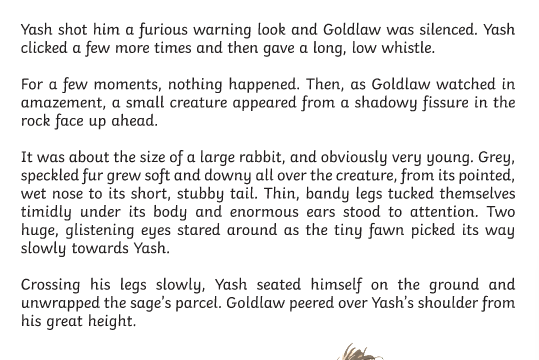 Yash shot him a furious warning look and Goldlaw was silenced. Yash
clicked a few more times and then gave a long, low whistle.
For a few moments, nothing happened. Then, as Goldlaw watched in
amazement, a small creature appeared from a shadowy fissure in the
rock face up ahead.
It was about the size of a large rabbit, and obviously very young. Grey,
speckled fur grew soft and downy all over the creature, from its pointed,
wet nose to its short, stubby tail. Thin, bandy legs tucked themselves
timidly under its body and enormous ears stood to attention. Two
huge, glistening eyes stared around as the tiny fawn picked its way
slowly towards Yash.
Crossing his legs slowly, Yash seated himself on the ground and
unwrapped the sage's parcel. Goldlaw peered over Yash's shoulder from
his great height.